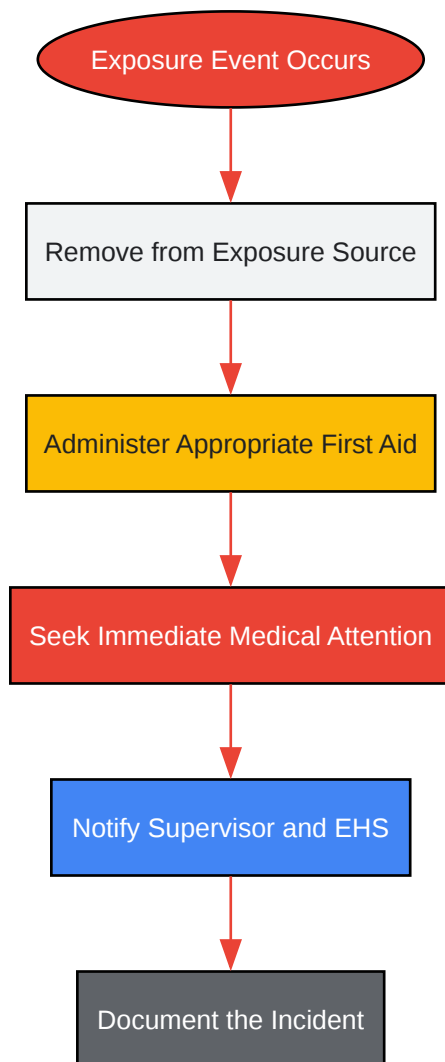 Exposure Event Occurs
Remove from Exposure Source
Administer Appropriate First Aid
Seek Immediate Medical Attention
Notify Supervisor and EHS
Document the Incident